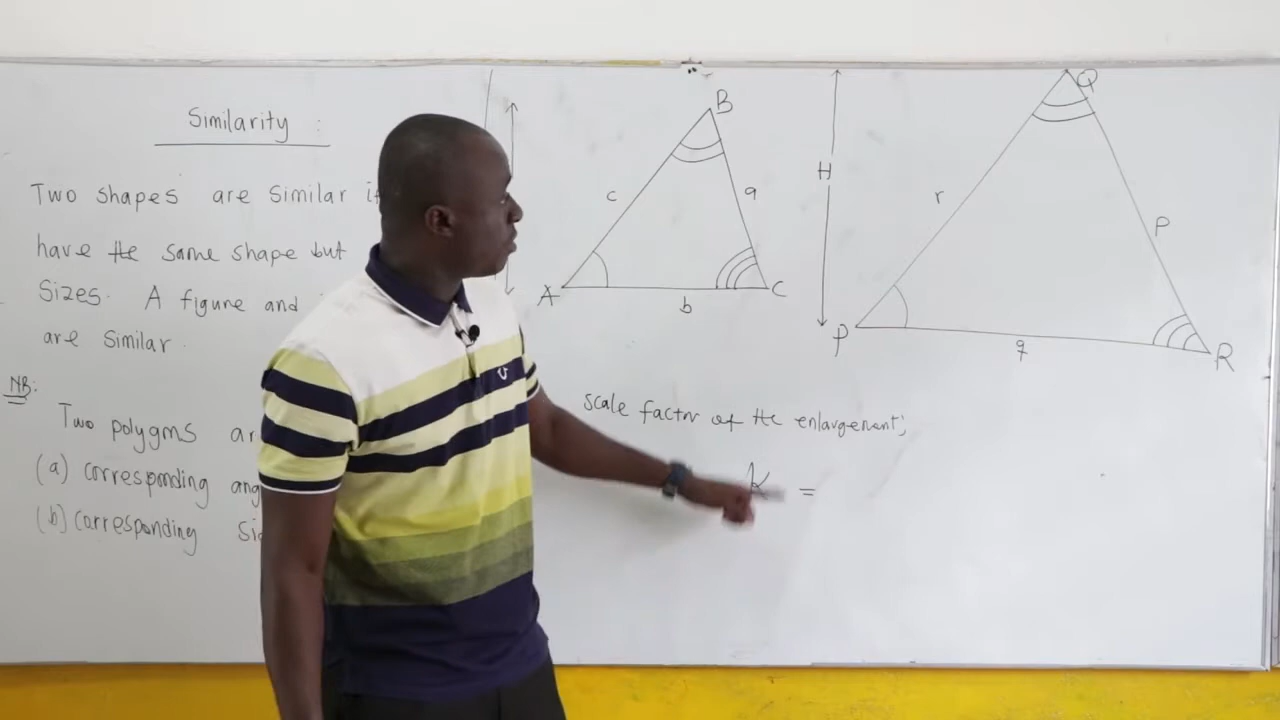 Similarity :
Two shapes are Similar if
have the same shape but
Sizes. A figure and
are Similar.
NB:
Two polygons ar
(a) corresponding ang
(b) corresponding Sid
B
c
a
A
b
C
H
Q
r
P
P
q
R
scale factor of the enlargement;
K =